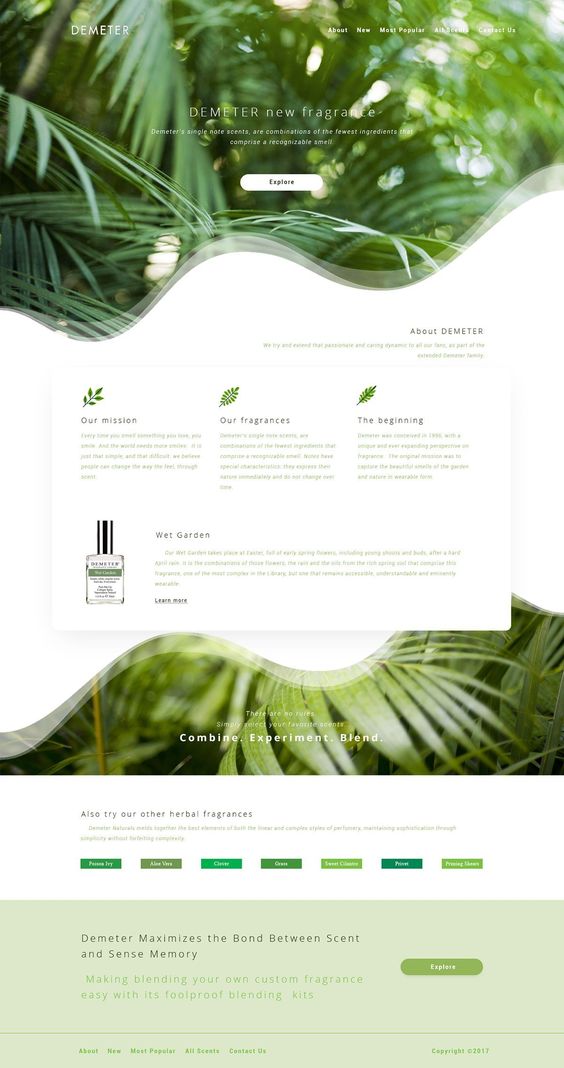 DEMETER
About New Most Popular All Scents Contact Us
DEMETER new fragrance
Demeter's single note scents, are combinations of the fewest ingredients that
comprise a recognizable smell.
Explore
About DEMETER
We try and extend that passionate and caring dynamic to all our fans, as part of the
extended Demeter family.
Our mission
Every time you smell something you love, you
smile. And the world needs more smiles. It is
just that simple, and that difficult. we believe
people can change the way the feel, through
scent.
Our fragrances
Demeter's single note scents, are
combinations of the fewest ingredients that
comprise a recognizable smell. Notes have
special characteristics: they express their
nature immediately and do not change over
time.
The beginning
Demeter was conceived in 1996, with a
unique and ever expanding perspective on
fragrance. The original mission was to
capture the beautiful smells of the garden
and nature in wearable form.
DEMETER
Wet Garden
Wet Garden
Our Wet Garden takes place at Easter, full of early spring flowers, including young shoots and buds, after a hard
April rain. It is the combinations of those flowers, the rain and the oils from the rich spring soil that comprise this
fragrance, one of the most complex in the Library, but one that remains accessible, understandable and eminently
wearable.
Learn more
There are no rules.
Simply select your favorite scents...
Combine. Experiment. Blend.
Also try our other herbal fragrances
Demeter Naturals melds together the best elements of both the linear and complex styles of perfumery, maintaining sophistication through
simplicity without forfeiting complexity.
Poison Ivy
Aloe Vera
Clover
Grass
Sweet Cilantro
Privet
Pruning Shears
Demeter Maximizes the Bond Between Scent
and Sense Memory
Making blending your own custom fragrance
easy with its foolproof blending kits
Explore
About New Most Popular All Scents Contact Us
Copyright ©2017